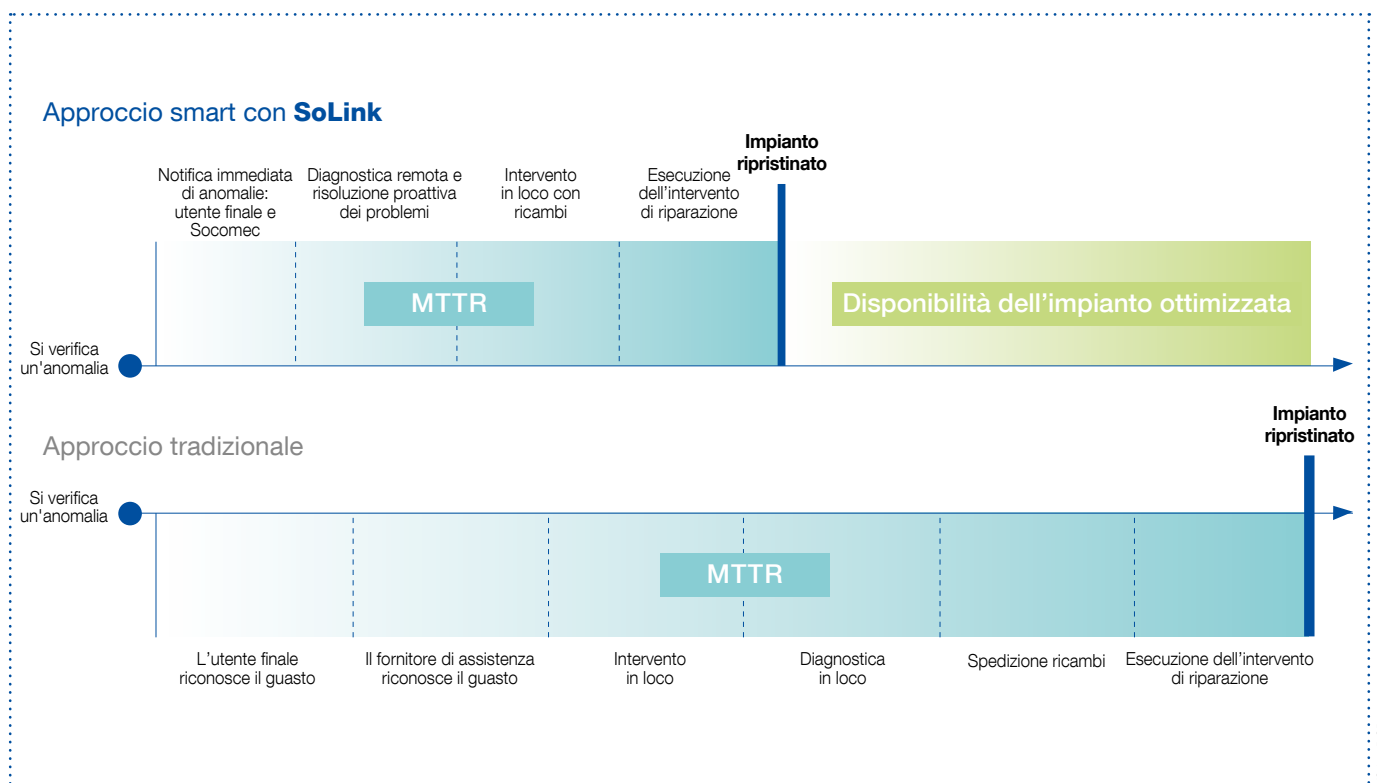 Approccio smart con SoLink
Impianto
ripristinato
Notifica immediata
di anomalie:
utente finale e
Socomec
Diagnostica remota e
risoluzione proattiva
dei problemi
Intervento
in loco con
ricambi
Esecuzione
dell'intervento
di riparazione
MTTR
Disponibilità dell'impianto ottimizzata
Si verifica
un'anomalia
Approccio tradizionale
Impianto
ripristinato
Si verifica
un'anomalia
MTTR
L'utente finale
riconosce il guasto
Il fornitore di assistenza
riconosce il guasto
Intervento
in loco
Diagnostica
in loco
Spedizione ricambi
Esecuzione dell'intervento
di riparazione